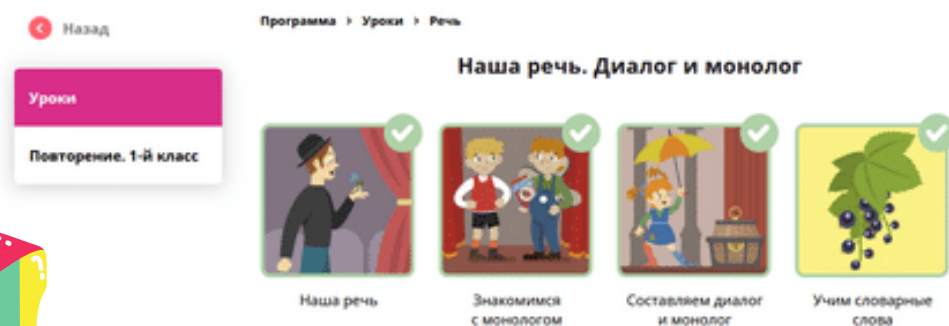 Назад
Программа › Уроки › Речь
Наша речь. Диалог и монолог
Уроки
Повторение. 1-й класс
Наша речь
Знакомимся
с монологом
Составляем диалог
и монолог
Учим словарные
слова